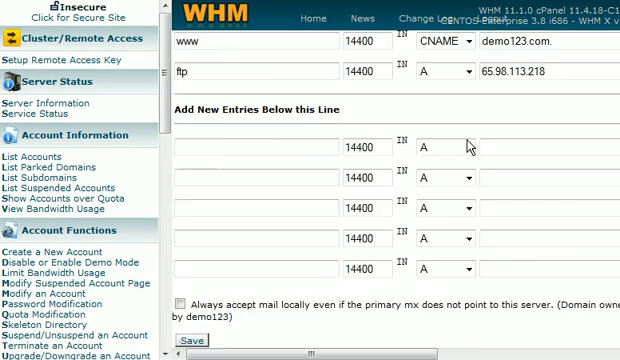 Insecure
Click for Secure Site
Cluster/Remote Access
Setup Remote Access Key
Server Status
Server Information
Service Status
Account Information
List Accounts
List Parked Domains
List Subdomains
List Suspended Accounts
Show Accounts over Quota
View Bandwidth Usage
Account Functions
Create a New Account
Disable or Enable Demo Mode
Limit Bandwidth Usage
Modify Suspended Account Page
Modify an Account
Password Modification
Quota Modification
Skeleton Directory
Suspend/Unsuspend an Account
Terminate an Account
Upgrade/Downgrade an Account
WHM
Home News Change Log
WHM 11.1.0 cPanel 11.4.18-C1
CENTOS Enterprise 3.8 i686 - WHM X v
www 14400 IN CNAME demo123.com.
ftp 14400 IN A 65.98.113.218
Add New Entries Below this Line
14400 IN A
14400 IN A
14400 IN A
14400 IN A
14400 IN A
Always accept mail locally even if the primary mx does not point to this server. (Domain owne
by demo123)
Save